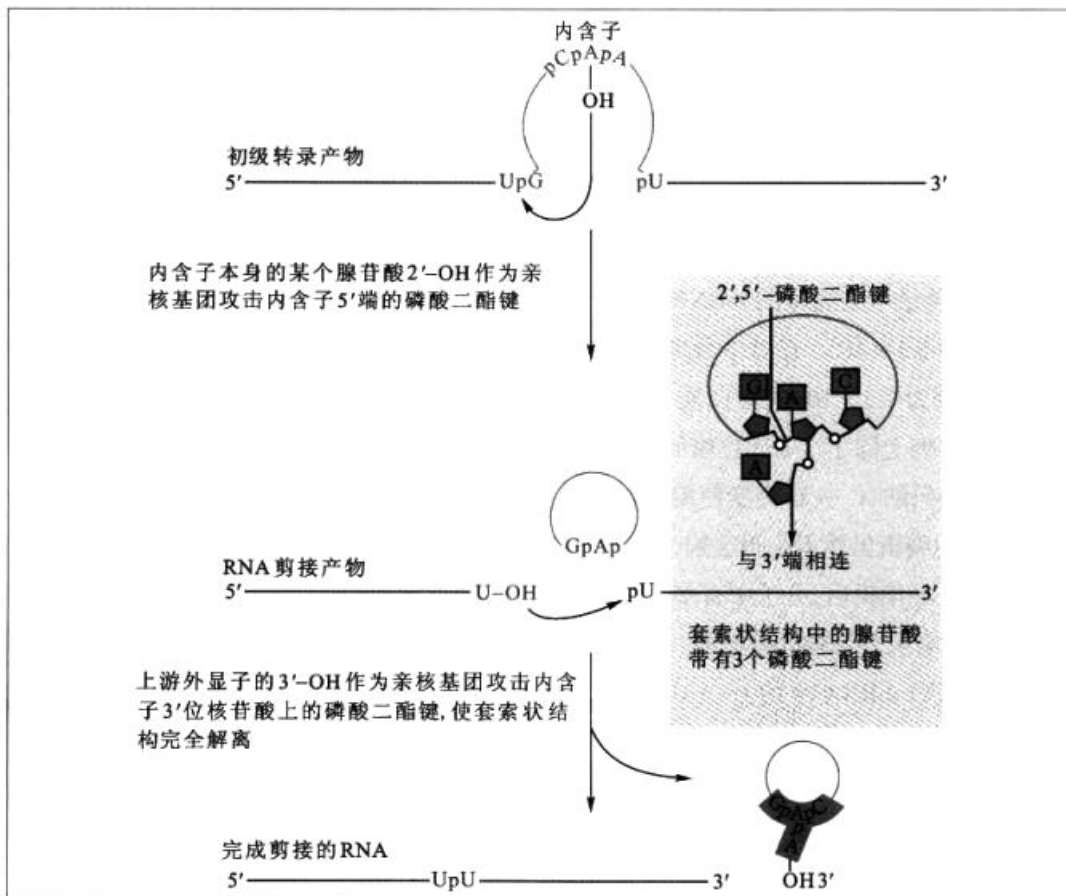 内含子
pCpApA
OH
初级转录产物
5′ UpG pU 3′
内含子本身的某个腺苷酸2′–OH作为亲
核基团攻击内含子5′端的磷酸二酯键
2′,5′–磷酸二酯键
G A C
A
与3′端相连
套索状结构中的腺苷酸
带有3个磷酸二酯键
GpAp
RNA剪接产物
5′ U–OH pU 3′
上游外显子的3′–OH作为亲核基团攻击内含
子3′位核苷酸上的磷酸二酯键,使套索状结
构完全解离
GpApC
p
A
OH3′
完成剪接的RNA
5′ UpU 3′